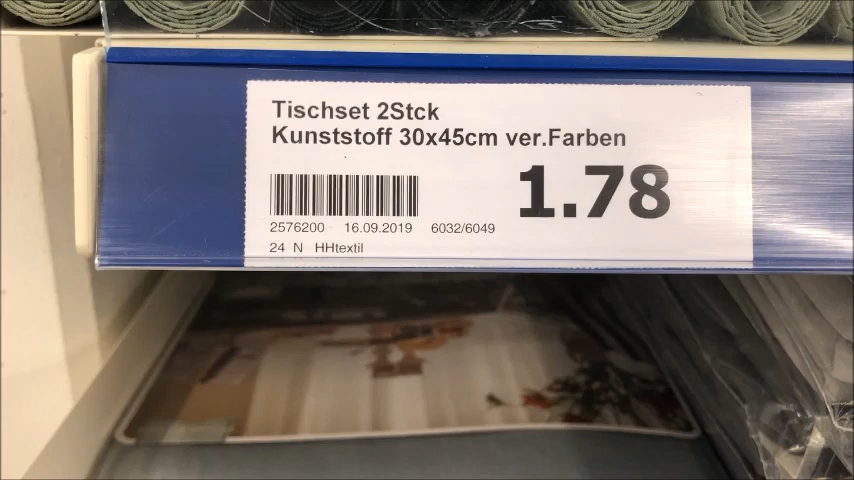 Tischset 2Stck
Kunststoff 30x45cm ver.Farben
1.78
2576200 16.09.2019 6032/6049
24 N HHtextil